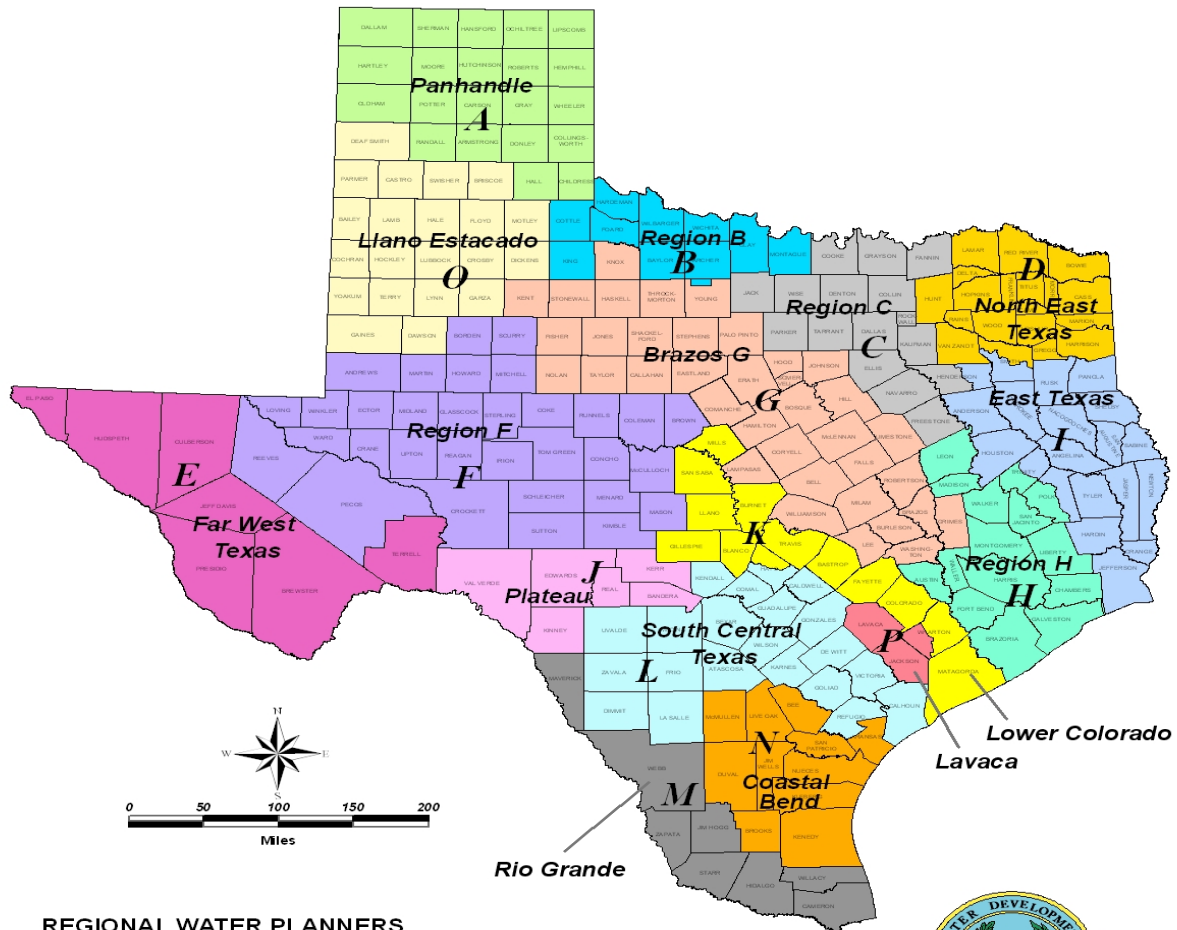 DALLAM SHERMAN HANSFORD OCHILTREE LIPSCOMB
HARTLEY MOORE HUTCHINSON ROBERTS HEMPHILL
Panhandle
OLDHAM POTTER CARSON GRAY WHEELER
A
DEAF SMITH RANDALL ARMSTRONG DONLEY COLLINGS-
WORTH
PARMER CASTRO SWISHER BRISCOE HALL CHILDRESS
HARDEMAN
BAILEY LAMB HALE FLOYD MOTLEY COTTLE
FOARD WILBARGER WICHITA CLAY
Llano Estacado
Region B
COCHRAN HOCKLEY LUBBOCK CROSBY DICKENS KING KNOX BAYLOR ARCHER MONTAGUE COOKE GRAYSON FANNIN
LAMAR RED RIVER BOWIE
O
B
D
YOAKUM TERRY LYNN GARZA KENT STONEWALL HASKELL THROCK-
MORTON YOUNG JACK WISE DENTON COLLIN HUNT DELTA HOPKINS TITUS CASS
Region C
North East
Texas
GAINES DAWSON BORDEN SCURRY FISHER JONES SHACKEL-
FORD STEPHENS PALO PINTO PARKER TARRANT DALLAS ROCK
WALL RAINS WOOD MARION
Brazos G
C
KAUFMAN VAN ZANDT HARRISON
ANDREWS MARTIN HOWARD MITCHELL NOLAN TAYLOR CALLAHAN EASTLAND ERATH HOOD JOHNSON ELLIS
HENDERSON RUSK PANOLA
East Texas
EL PASO HUDSPETH CULBERSON
LOVING WINKLER ECTOR MIDLAND GLASSCOCK STERLING COKE RUNNELS COLEMAN BROWN COMANCHE
G
BOSQUE HILL NAVARRO ANDERSON NACOGDOCHES SHELBY
Region F
HAMILTON FREESTONE
I
WARD CRANE UPTON REAGAN IRION TOM GREEN CONCHO McCULLOCH MILLS McLENNAN LIMESTONE SABINE
REEVES
CORYELL LEON HOUSTON ANGELINA
E
F
SAN SABA LAMPASAS FALLS
JEFF DAVIS PECOS CROCKETT SCHLEICHER MENARD MASON LLANO BURNET BELL ROBERTSON MADISON TRINITY POLK TYLER JASPER NEWTON
MILAM BRAZOS GRIMES WALKER SAN
JACINTO
Far West
Texas
SUTTON KIMBLE
K
WILLIAMSON BURLESON HARDIN
TERRELL GILLESPIE BLANCO TRAVIS LEE WASHING-
TON MONTGOMERY LIBERTY ORANGE
PRESIDIO BREWSTER
VAL VERDE EDWARDS KERR KENDALL BASTROP FAYETTE AUSTIN WALLER HARRIS JEFFERSON
Region H
J
Plateau
REAL BANDERA COMAL CALDWELL COLORADO FORT BEND CHAMBERS
H
KINNEY UVALDE GUADALUPE GONZALES LAVACA WHARTON GALVESTON
South Central
Texas
BEXAR WILSON DE WITT
P
JACKSON BRAZORIA
MAVERICK ZAVALA FRIO ATASCOSA KARNES VICTORIA MATAGORDA
L
GOLIAD
DIMMIT LA SALLE McMULLEN LIVE OAK BEE REFUGIO CALHOUN
Lower Colorado
N
W E
S
N
SAN
PATRICIO ARANSAS
Lavaca
WEBB DUVAL JIM
WELLS NUECES
Coastal
Bend
M
0 50 100 150 200
Miles
ZAPATA JIM HOGG BROOKS KENEDY
Rio Grande
STARR HIDALGO WILLACY
CAMERON
REGIONAL WATER PLANNERS